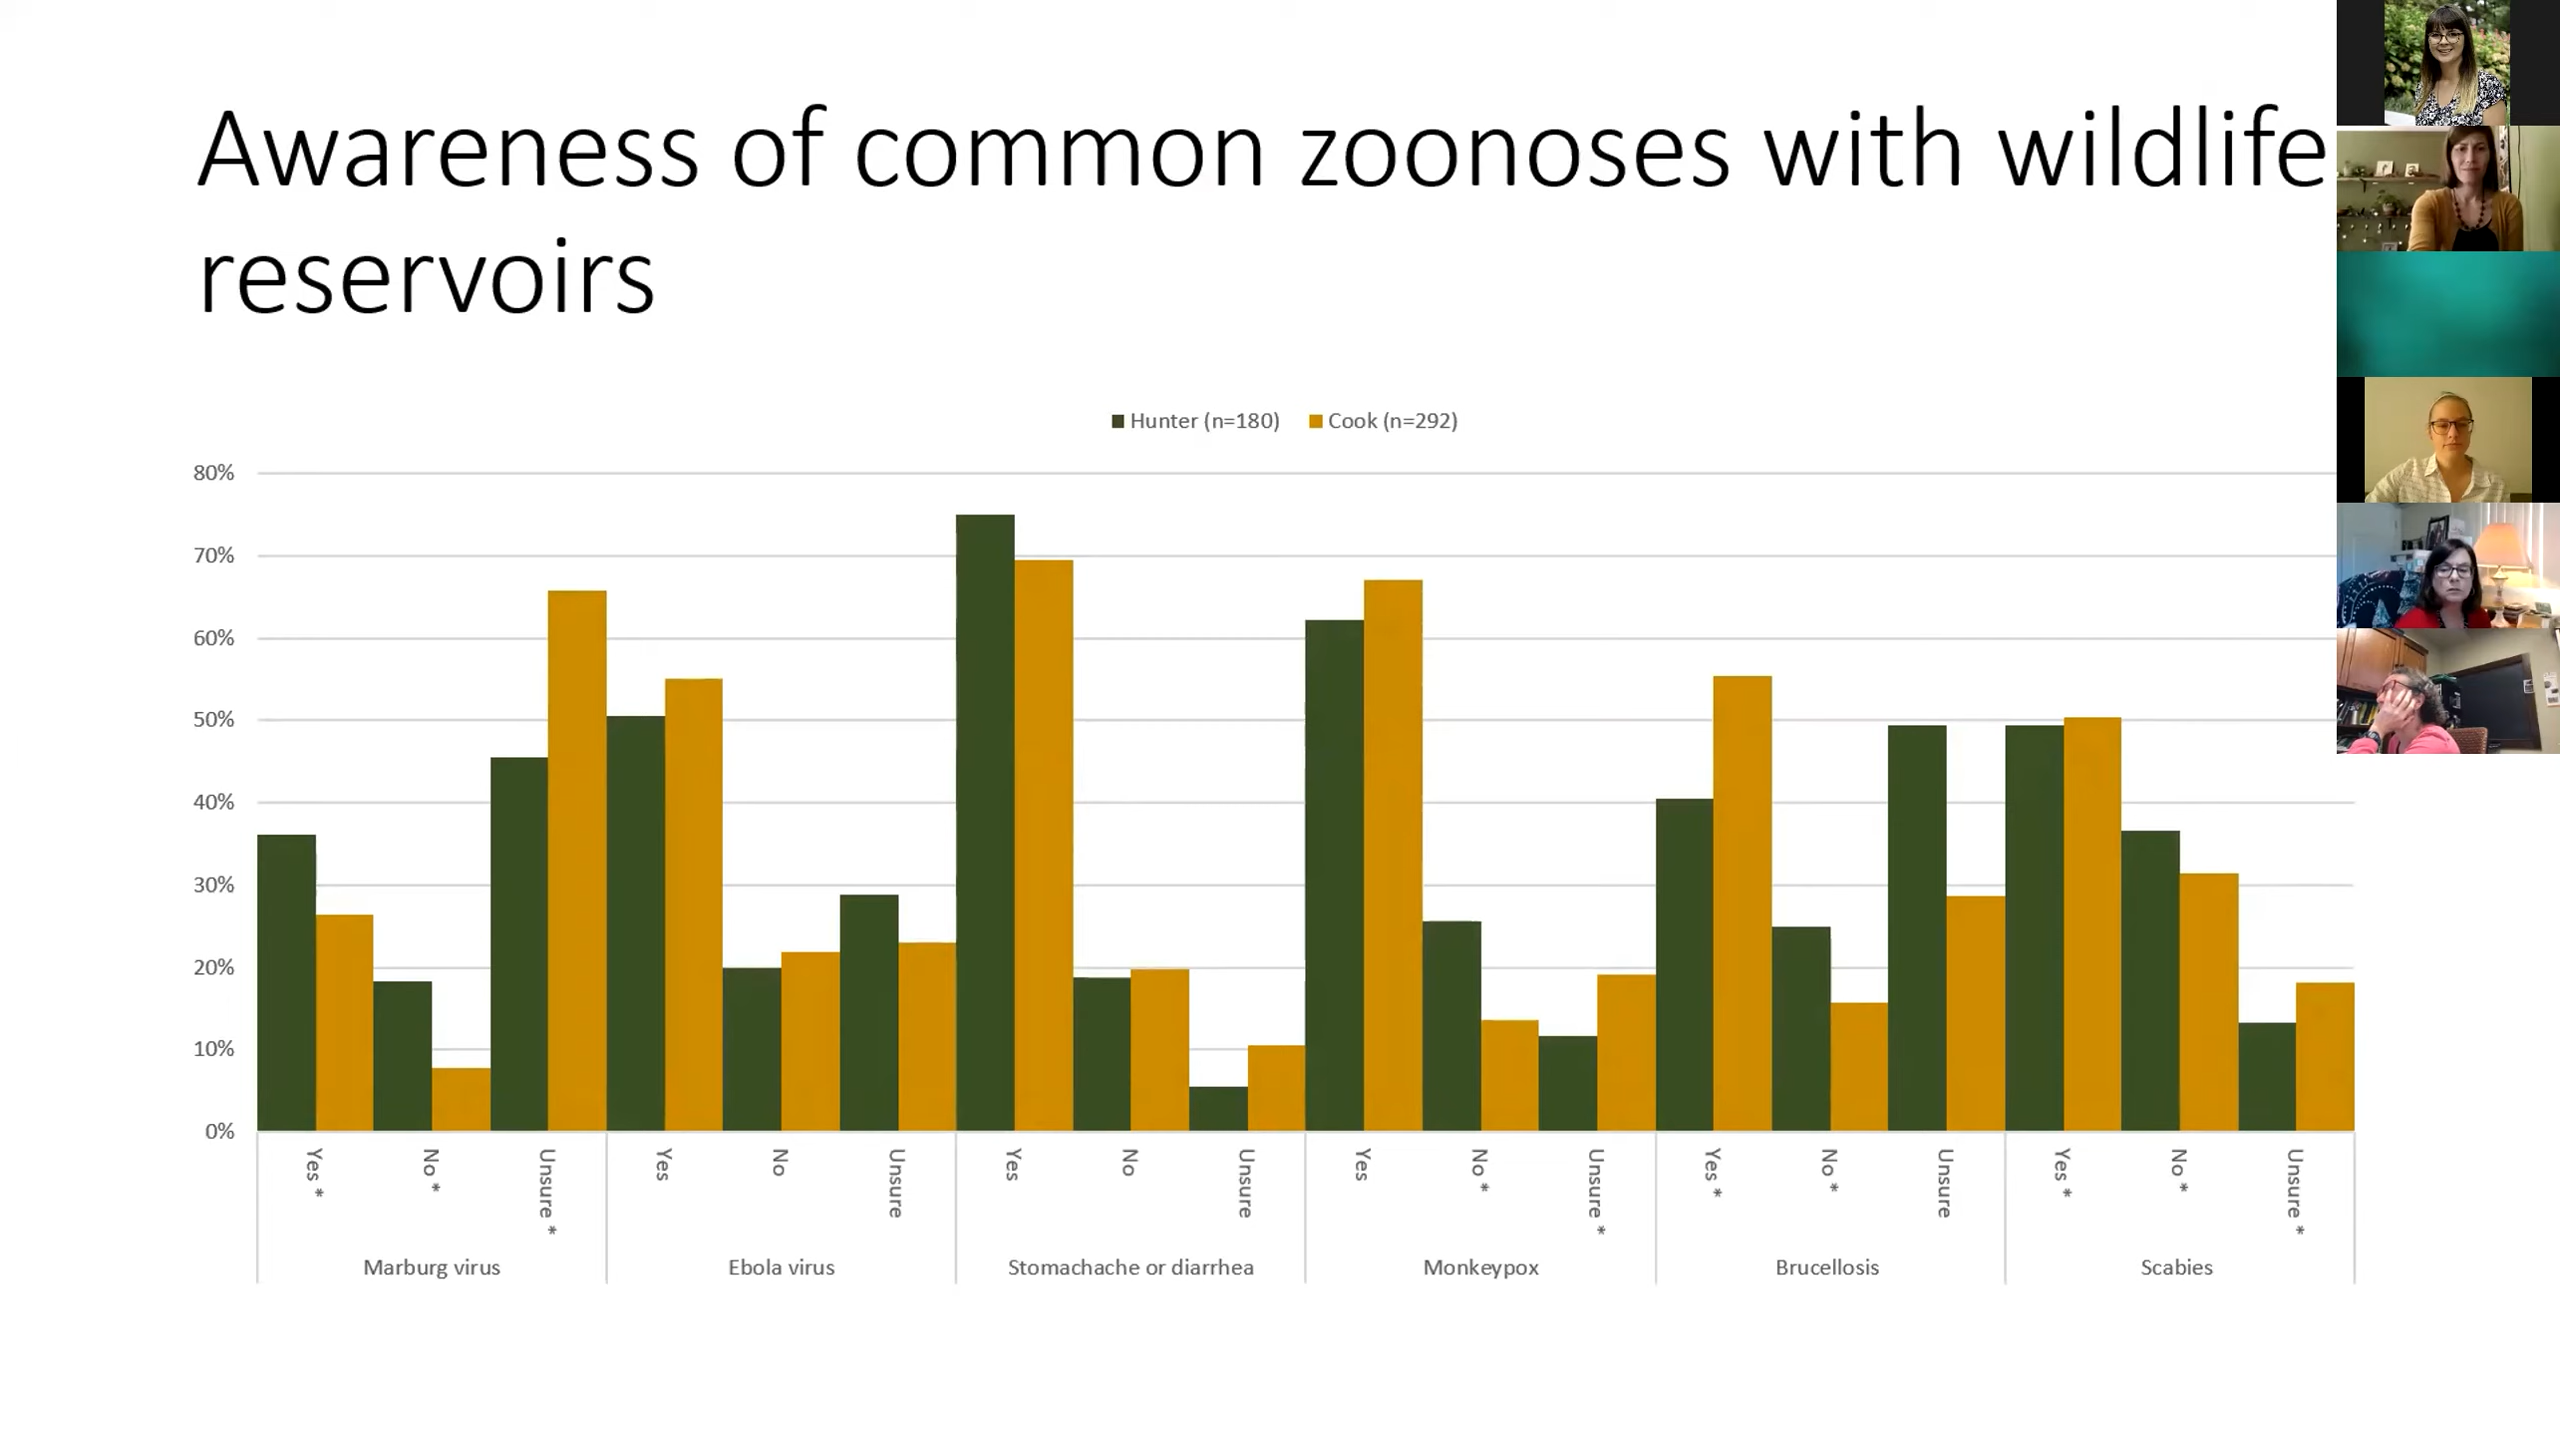 Awareness of common zoonoses with wildlife
reservoirs
Hunter (n=180) Cook (n=292)
80%
70%
60%
50%
40%
30%
20%
10%
0%
Yes * No * Unsure * Yes No Unsure Yes No Unsure Yes No * Unsure * Yes * No * Unsure Yes * No * Unsure *
Marburg virus Ebola virus Stomachache or diarrhea Monkeypox Brucellosis Scabies